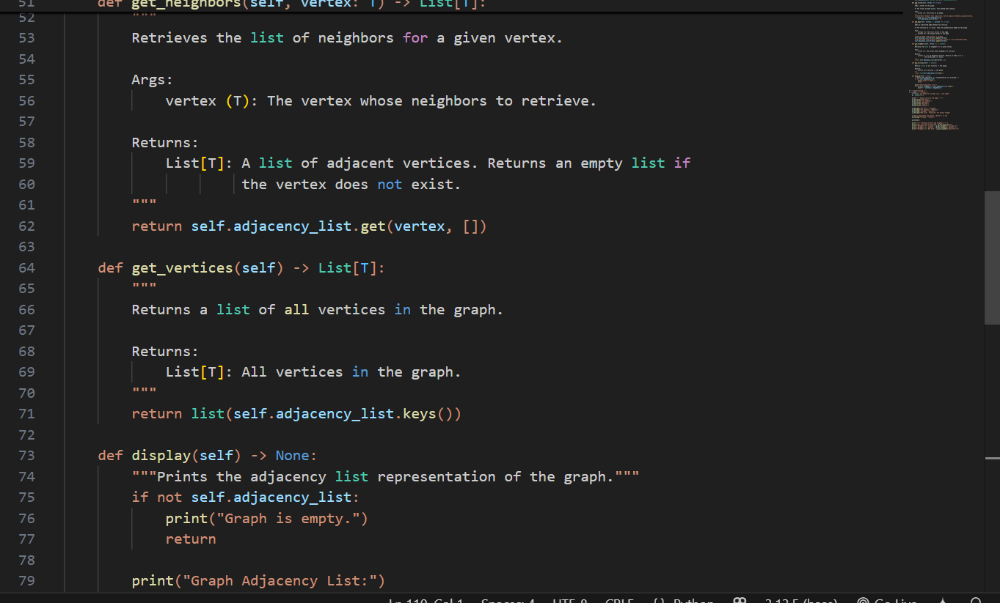 51 def get_neighbors(self, vertex: T) -> List[T]:
52 """
53 Retrieves the list of neighbors for a given vertex.
54
55 Args:
56 vertex (T): The vertex whose neighbors to retrieve.
57
58 Returns:
59 List[T]: A list of adjacent vertices. Returns an empty list if
60 the vertex does not exist.
61 """
62 return self.adjacency_list.get(vertex, [])
63
64 def get_vertices(self) -> List[T]:
65 """
66 Returns a list of all vertices in the graph.
67
68 Returns:
69 List[T]: All vertices in the graph.
70 """
71 return list(self.adjacency_list.keys())
72
73 def display(self) -> None:
74 """Prints the adjacency list representation of the graph."""
75 if not self.adjacency_list:
76 print("Graph is empty.")
77 return
78
79 print("Graph Adjacency List:")
Ln 110, Col 1 Spaces: 4 UTF-8 CRLF {} Python 3.13.5 (base) Go Live